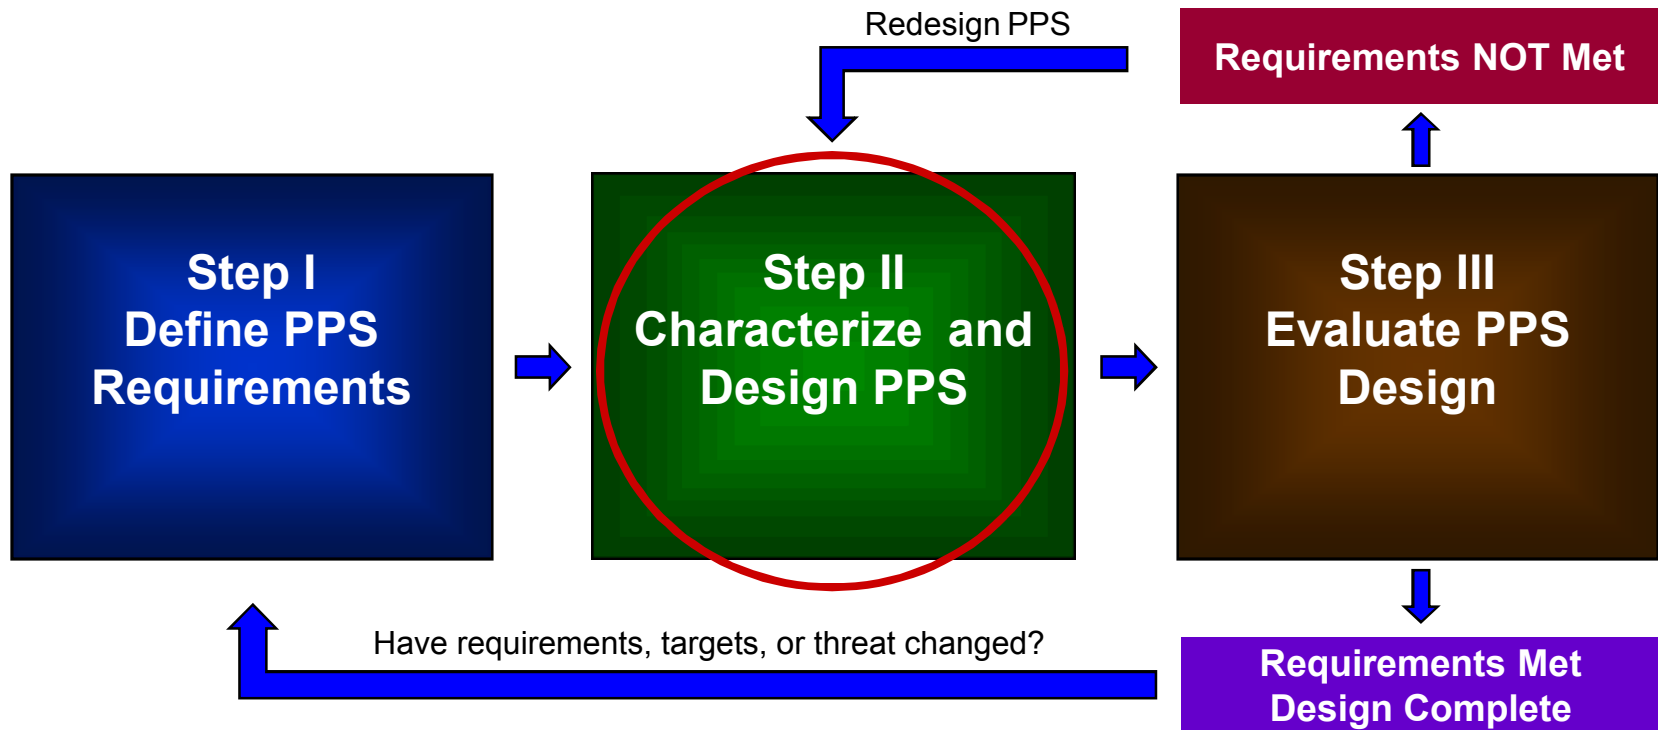 Redesign PPS
Requirements NOT Met
Step I
Define PPS
Requirements
Step II
Characterize and
Design PPS
Step III
Evaluate PPS
Design
Have requirements, targets, or threat changed?
Requirements Met
Design Complete